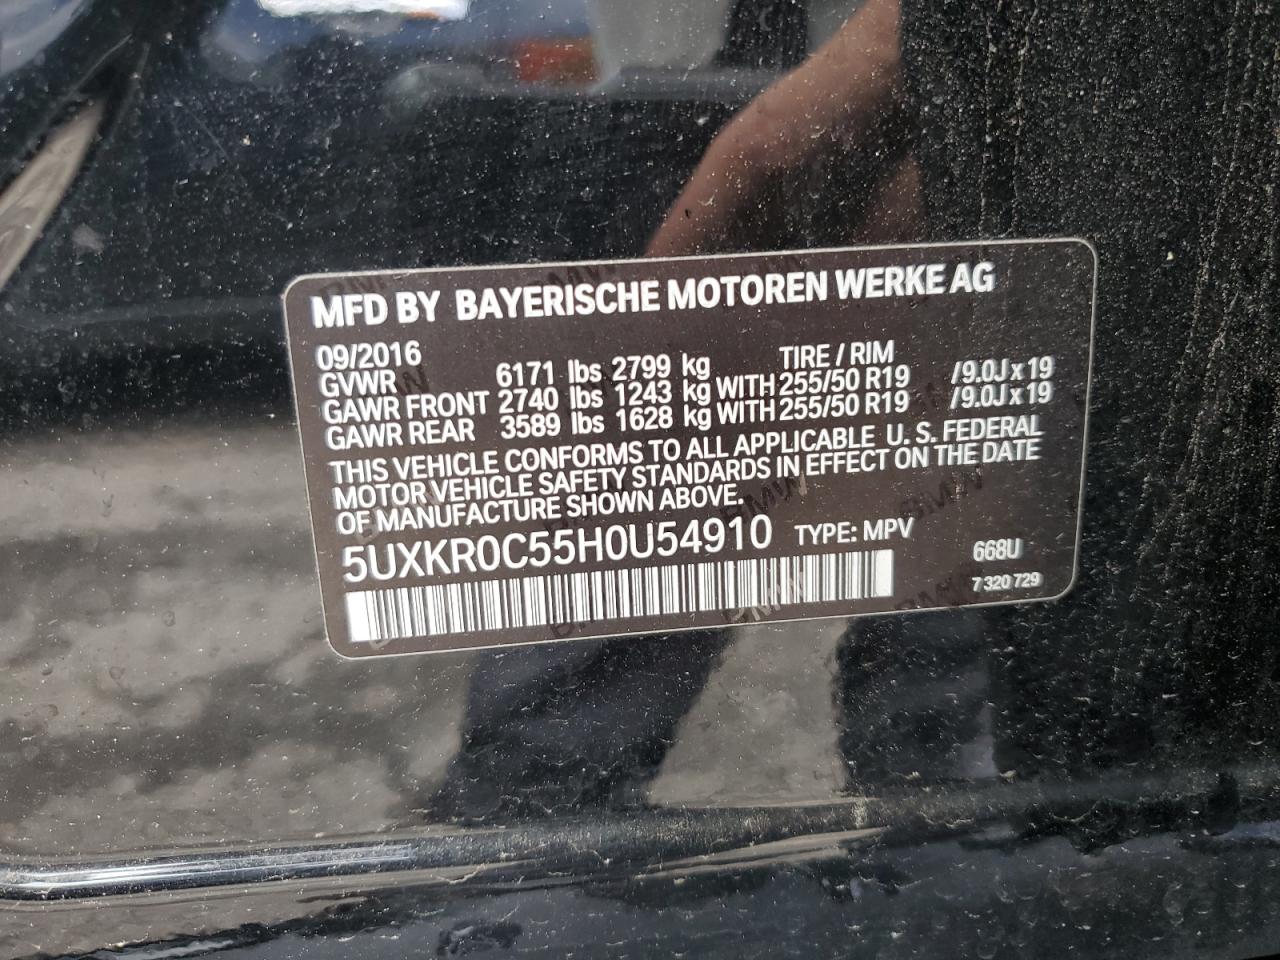 MFD BY BAYERISCHE MOTOREN WERKE AG
09/2016 TIRE / RIM
GVWR 6171 lbs 2799 kg
GAWR FRONT 2740 lbs 1243 kg WITH 255/50 R19 /9.0J x 19
GAWR REAR 3589 lbs 1628 kg WITH 255/50 R19 /9.0J x 19
THIS VEHICLE CONFORMS TO ALL APPLICABLE U. S. FEDERAL
MOTOR VEHICLE SAFETY STANDARDS IN EFFECT ON THE DATE
OF MANUFACTURE SHOWN ABOVE.
5UXKR0C55H0U54910 TYPE: MPV
668U
7 320 729